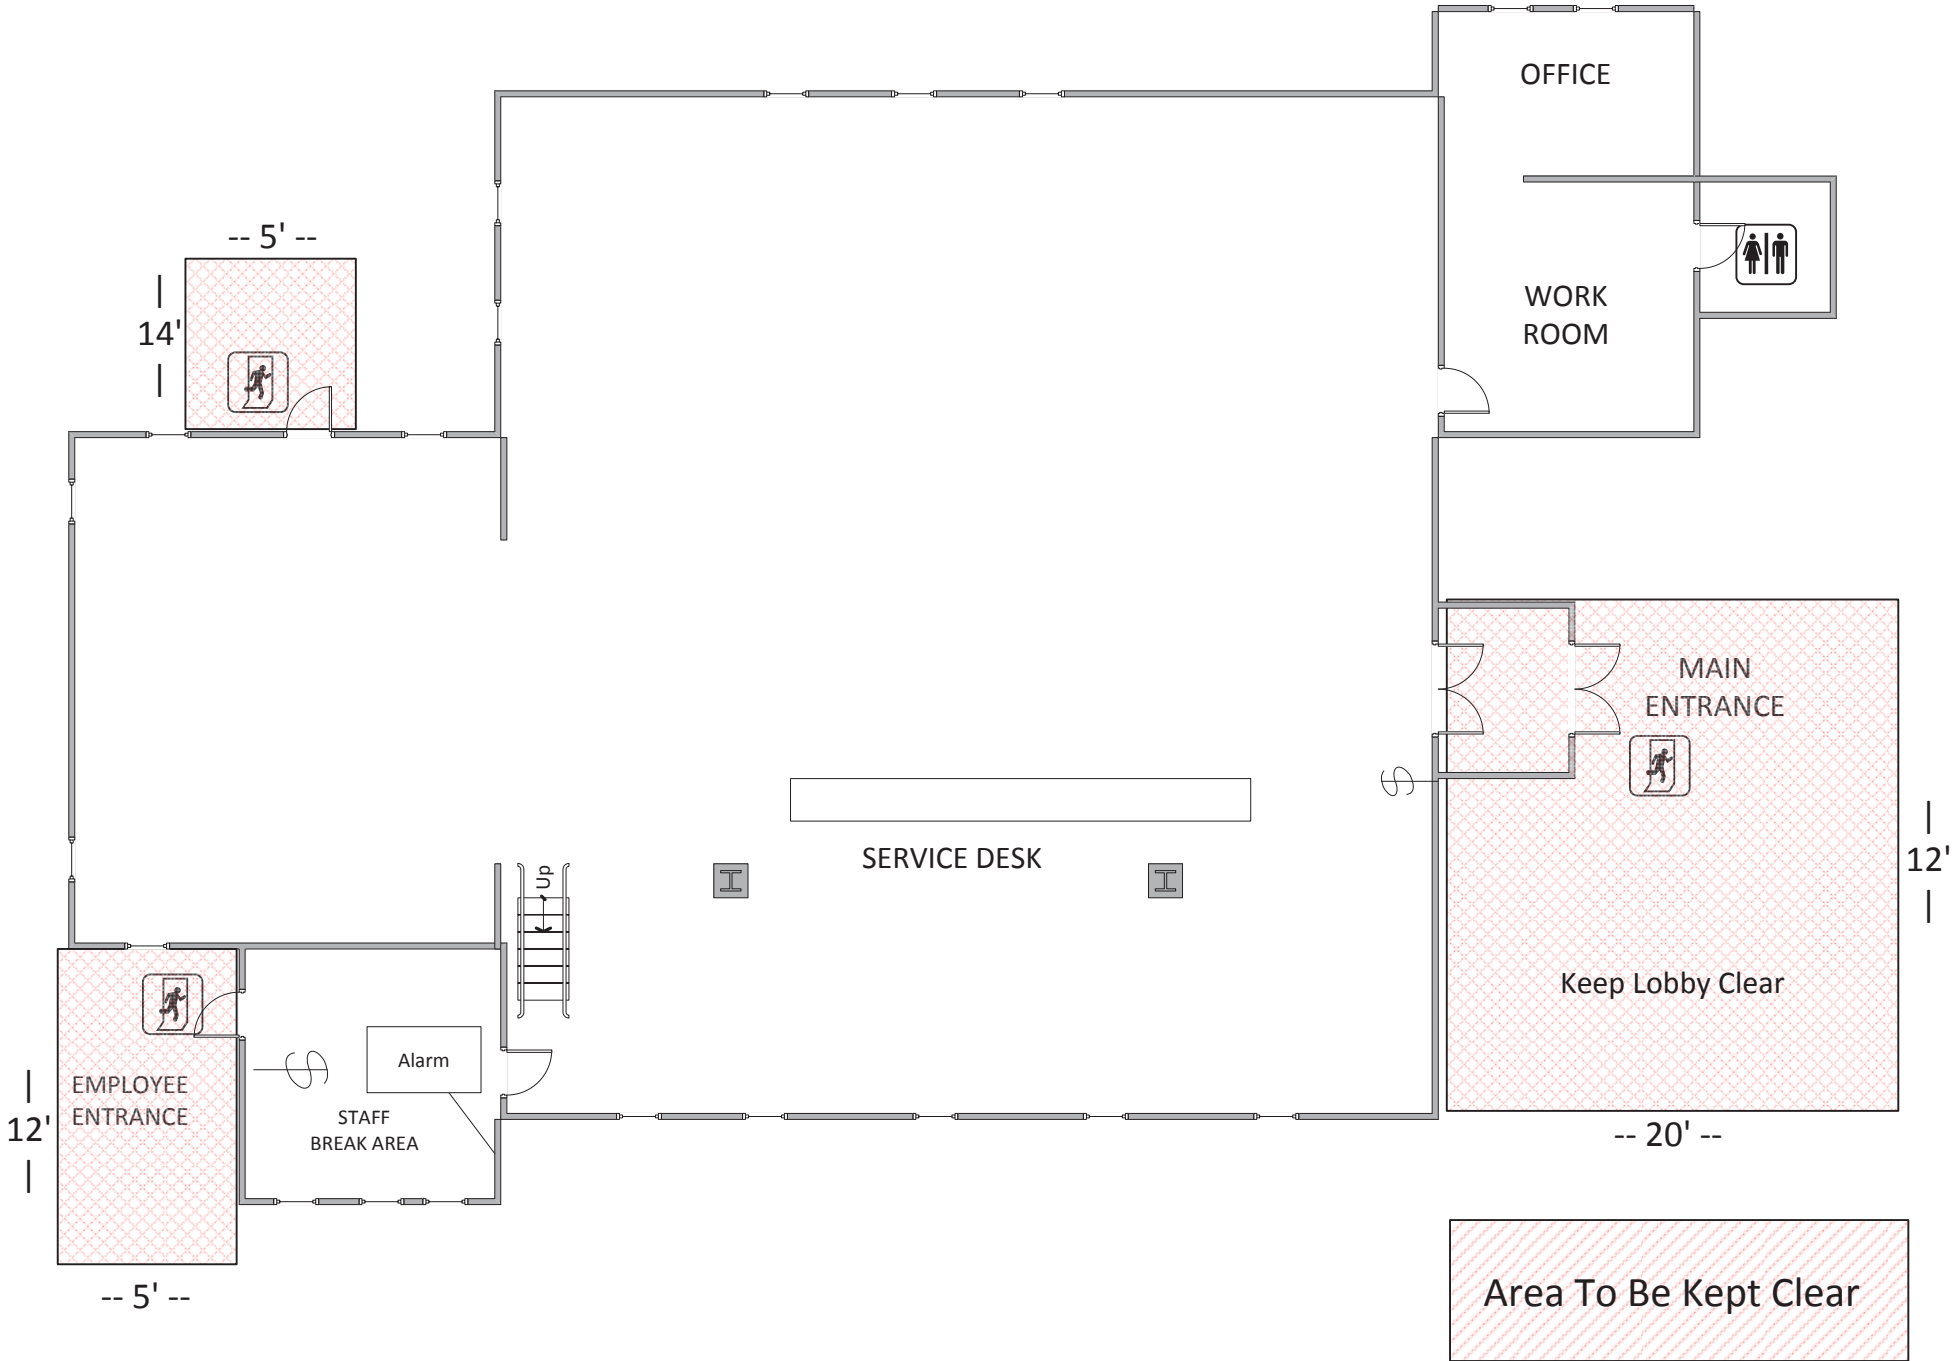 OFFICE
-- 5' --
|
14'
|
WORK
ROOM
MAIN
ENTRANCE
SERVICE DESK
Up
|
12'
|
Keep Lobby Clear
Alarm
|
12'
|
EMPLOYEE
ENTRANCE
STAFF
BREAK AREA
-- 20' --
-- 5' --
Area To Be Kept Clear